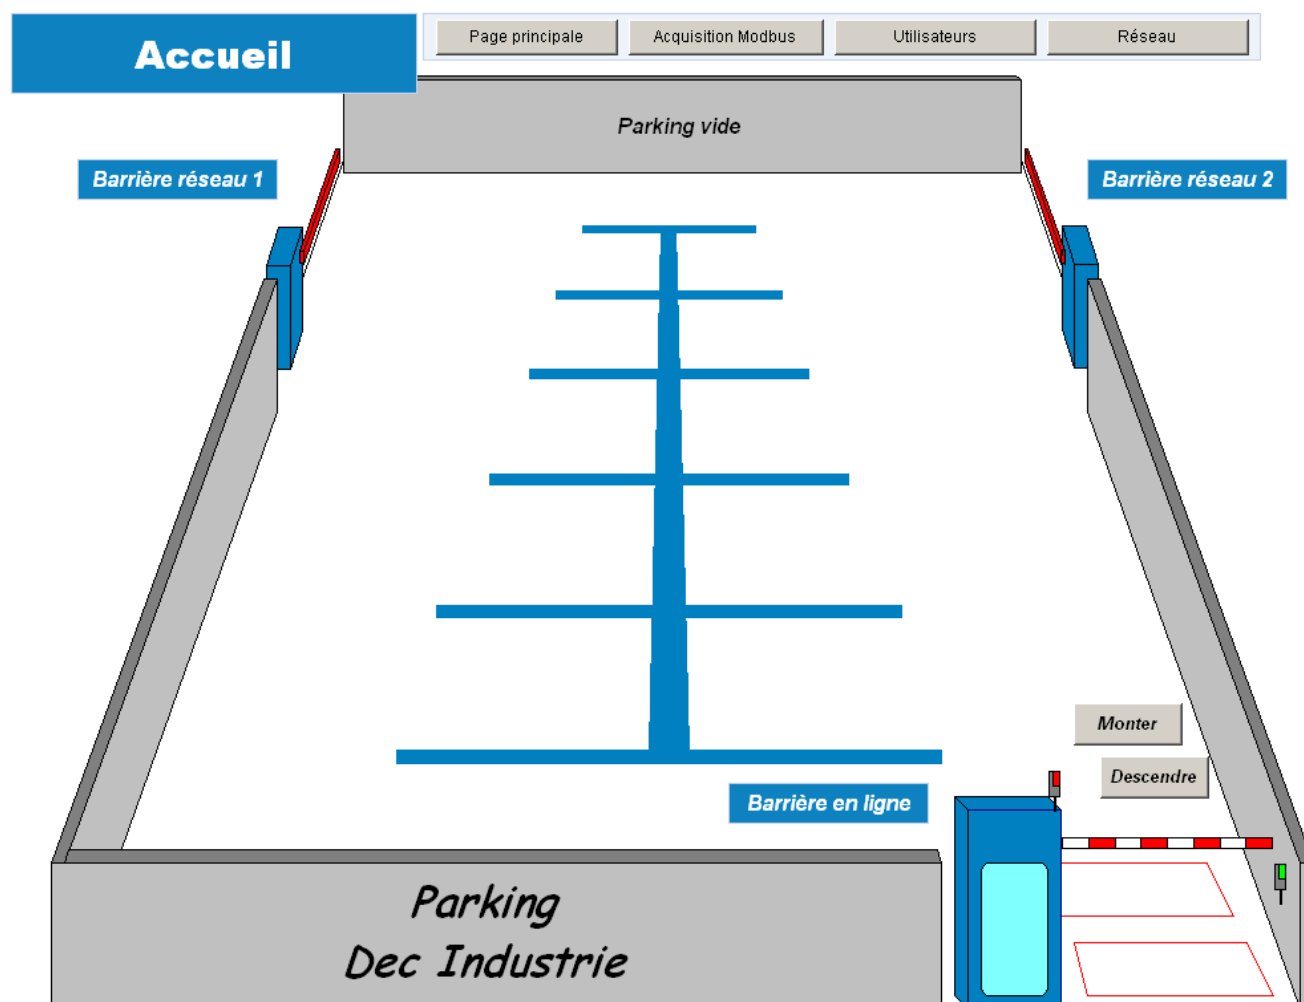 Accueil
Page principale
Acquisition Modbus
Utilisateurs
Réseau
Parking vide
Barrière réseau 1
Barrière réseau 2
Monter
Descendre
Barrière en ligne
Parking
Dec Industrie